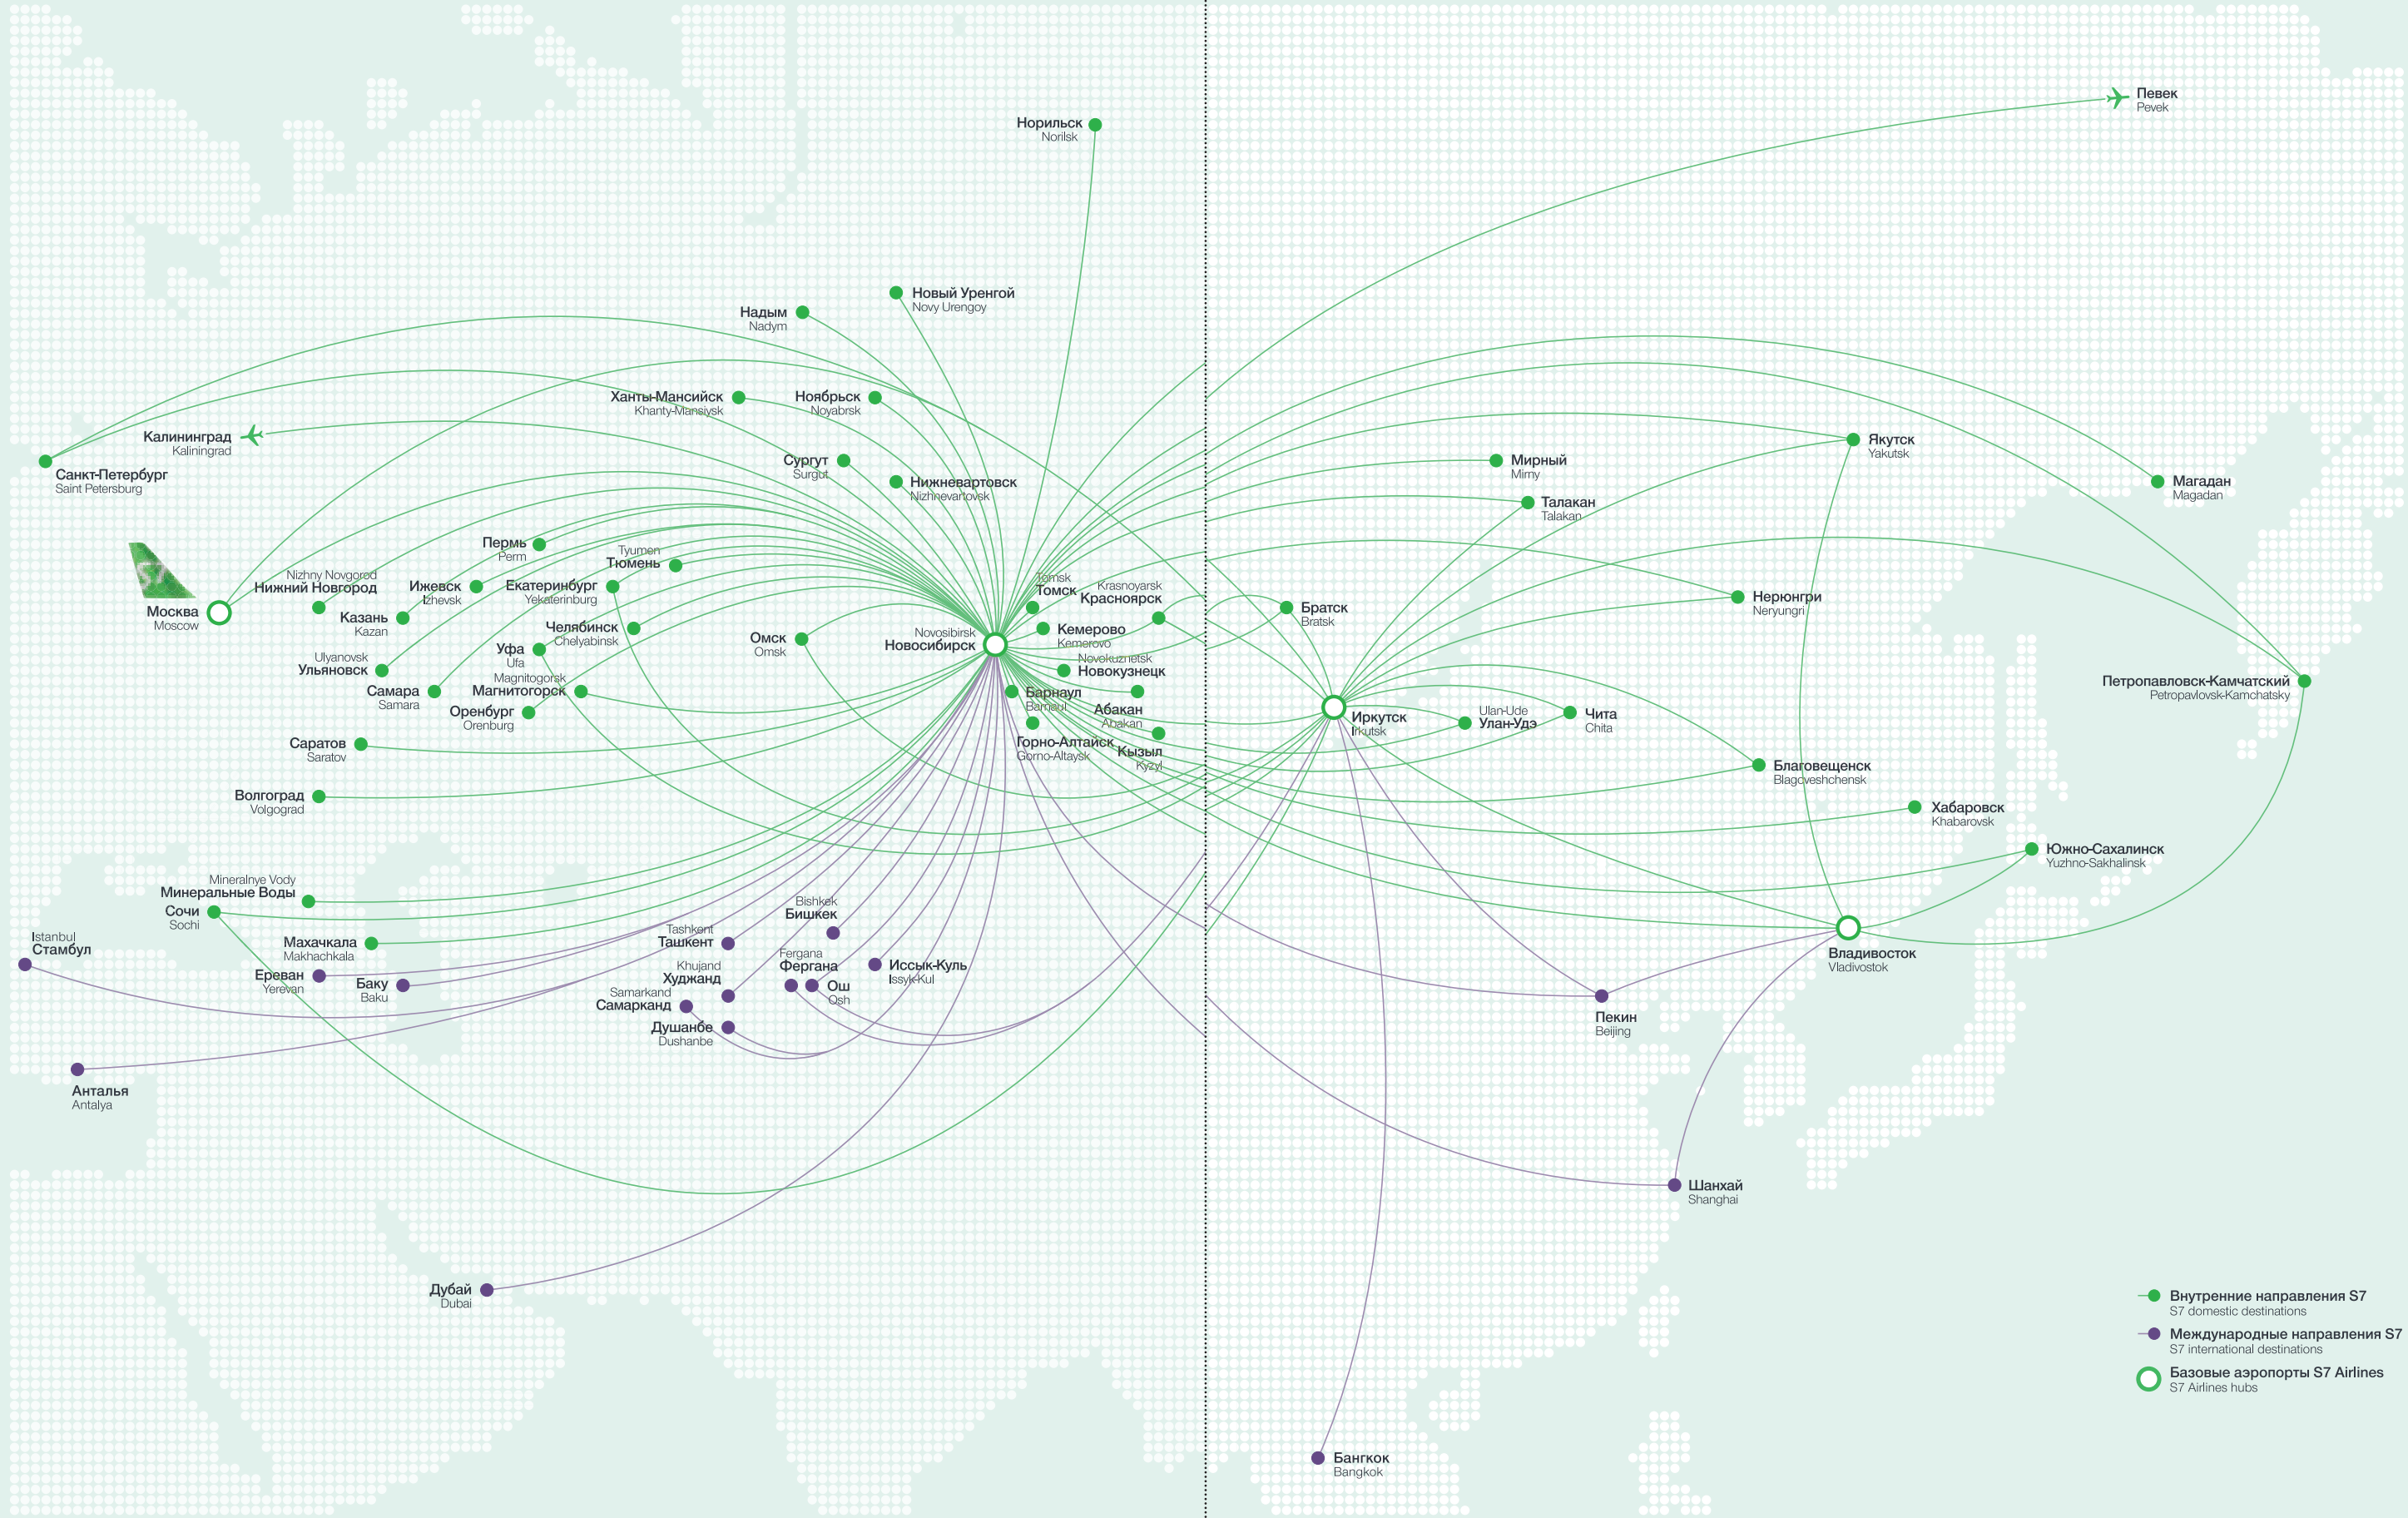 Певек
Pevek
Норильск
Norilsk
Новый Уренгой
Novy Urengoy
Надым
Nadym
Ханты-Мансийск
Khanty-Mansiysk
Ноябрьск
Noyabrsk
Калининград
Kaliningrad
Санкт-Петербург
Saint Petersburg
Сургут
Surgut
Нижневартовск
Nizhnevartovsk
Якутск
Yakutsk
Мирный
Mirny
Магадан
Magadan
Талакан
Talakan
Пермь
Perm
Tyumen
Тюмень
S7
Nizhny Novgorod
Нижний Новгород
Ижевск
Izhevsk
Екатеринбург
Yekaterinburg
Tomsk
Томск
Krasnoyarsk
Красноярск
Братск
Bratsk
Нерюнгри
Neryungri
Москва
Moscow
Казань
Kazan
Челябинск
Chelyabinsk
Омск
Omsk
Novosibirsk
Новосибирск
Кемерово
Kemerovo
Уфа
Ufa
Ulyanovsk
Ульяновск
Novokuznetsk
Новокузнецк
Magnitogorsk
Магнитогорск
Самара
Samara
Барнаул
Barnaul
Петропавловск-Камчатский
Petropavlovsk-Kamchatsky
Оренбург
Orenburg
Абакан
Abakan
Иркутск
Irkutsk
Ulan-Ude
Улан-Удэ
Чита
Chita
Саратов
Saratov
Горно-Алтайск
Gorno-Altaysk
Кызыл
Kyzyl
Благовещенск
Blagoveshchensk
Волгоград
Volgograd
Хабаровск
Khabarovsk
Южно-Сахалинск
Yuzhno-Sakhalinsk
Mineralnye Vody
Минеральные Воды
Сочи
Sochi
Bishkek
Бишкек
Istanbul
Стамбул
Махачкала
Makhachkala
Tashkent
Ташкент
Владивосток
Vladivostok
Ереван
Yerevan
Баку
Baku
Fergana
Фергана
Иссык-Куль
Issyk-Kul
Khujand
Худжанд
Ош
Osh
Samarkand
Самарканд
Душанбе
Dushanbe
Пекин
Beijing
Анталья
Antalya
Шанхай
Shanghai
Дубай
Dubai
Бангкок
Bangkok
Внутренние направления S7
S7 domestic destinations
Международные направления S7
S7 international destinations
Базовые аэропорты S7 Airlines
S7 Airlines hubs